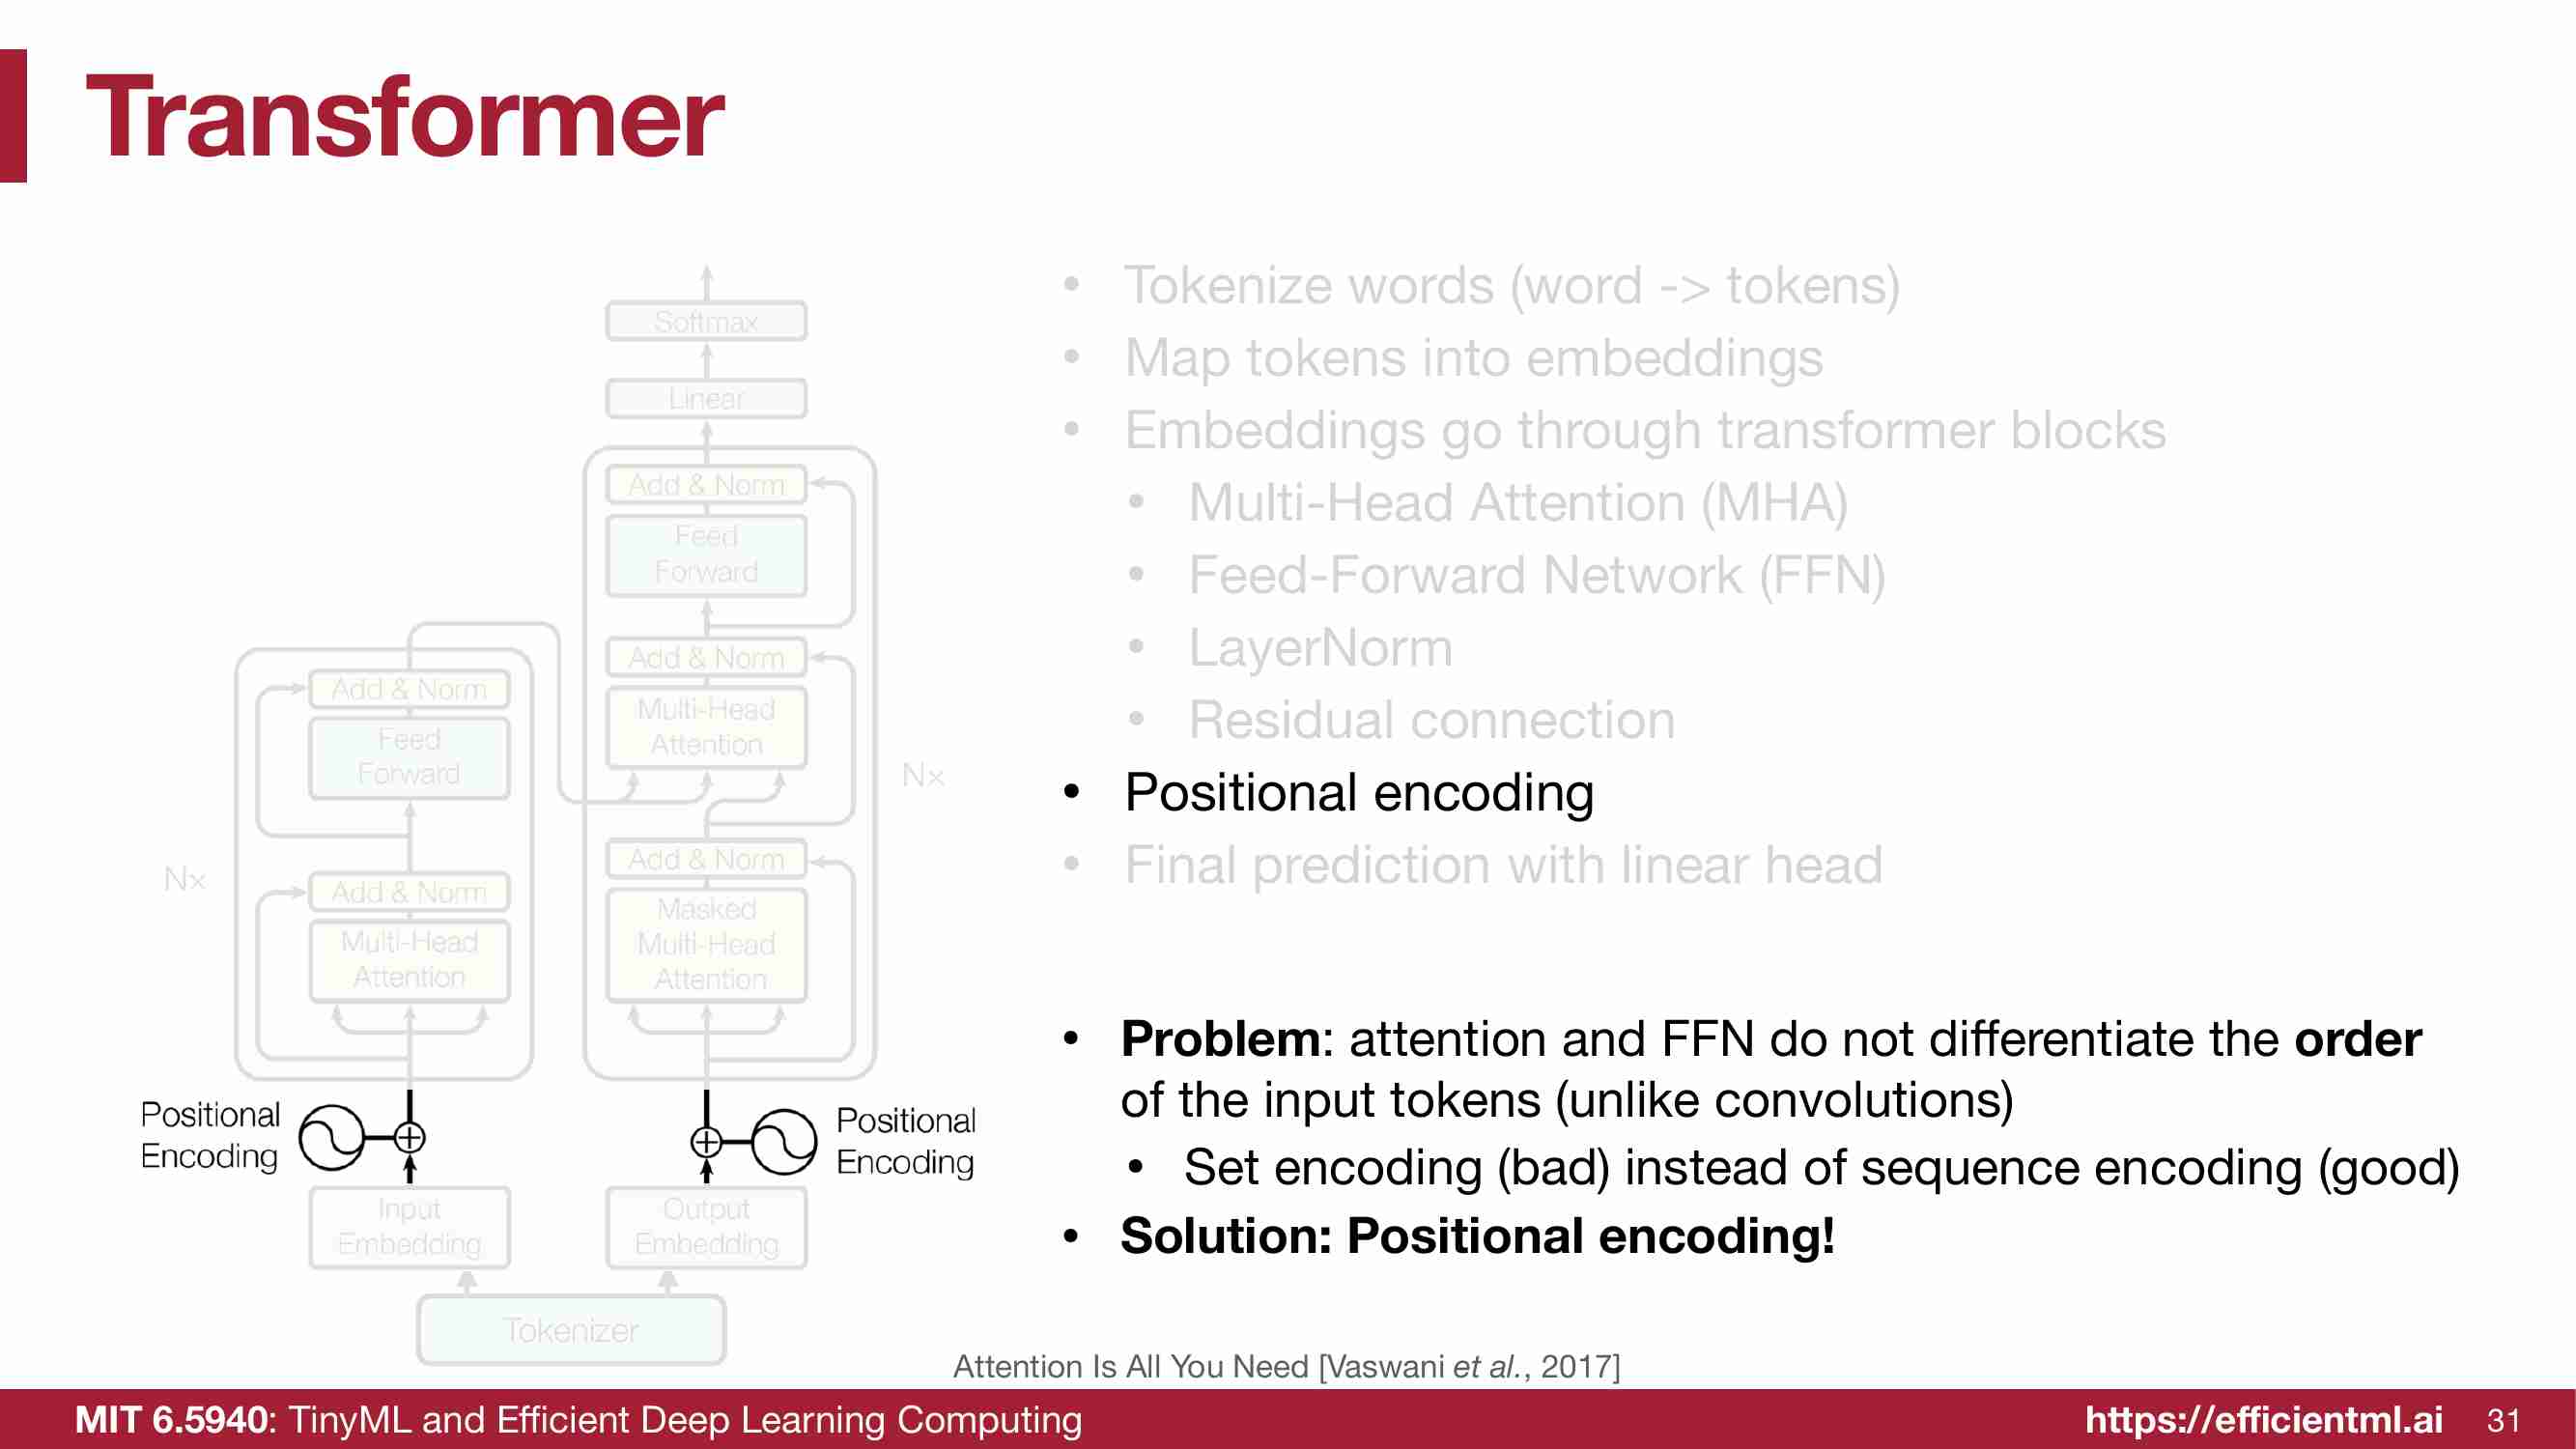 Transformer
Softmax
Linear
Add & Norm
Feed
Forward
Add & Norm
Multi-Head
Attention
Nx
Add & Norm
Masked
Multi-Head
Attention
Add & Norm
Feed
Forward
Nx
Add & Norm
Multi-Head
Attention
Positional
Encoding
Positional
Encoding
Input
Embedding
Output
Embedding
Tokenizer
• Tokenize words (word -> tokens)
• Map tokens into embeddings
• Embeddings go through transformer blocks
• Multi-Head Attention (MHA)
• Feed-Forward Network (FFN)
• LayerNorm
• Residual connection
• Positional encoding
• Final prediction with linear head
• Problem: attention and FFN do not differentiate the order
of the input tokens (unlike convolutions)
• Set encoding (bad) instead of sequence encoding (good)
• Solution: Positional encoding!
Attention Is All You Need [Vaswani et al., 2017]
MIT 6.5940: TinyML and Efficient Deep Learning Computing
https://efficientml.ai
31